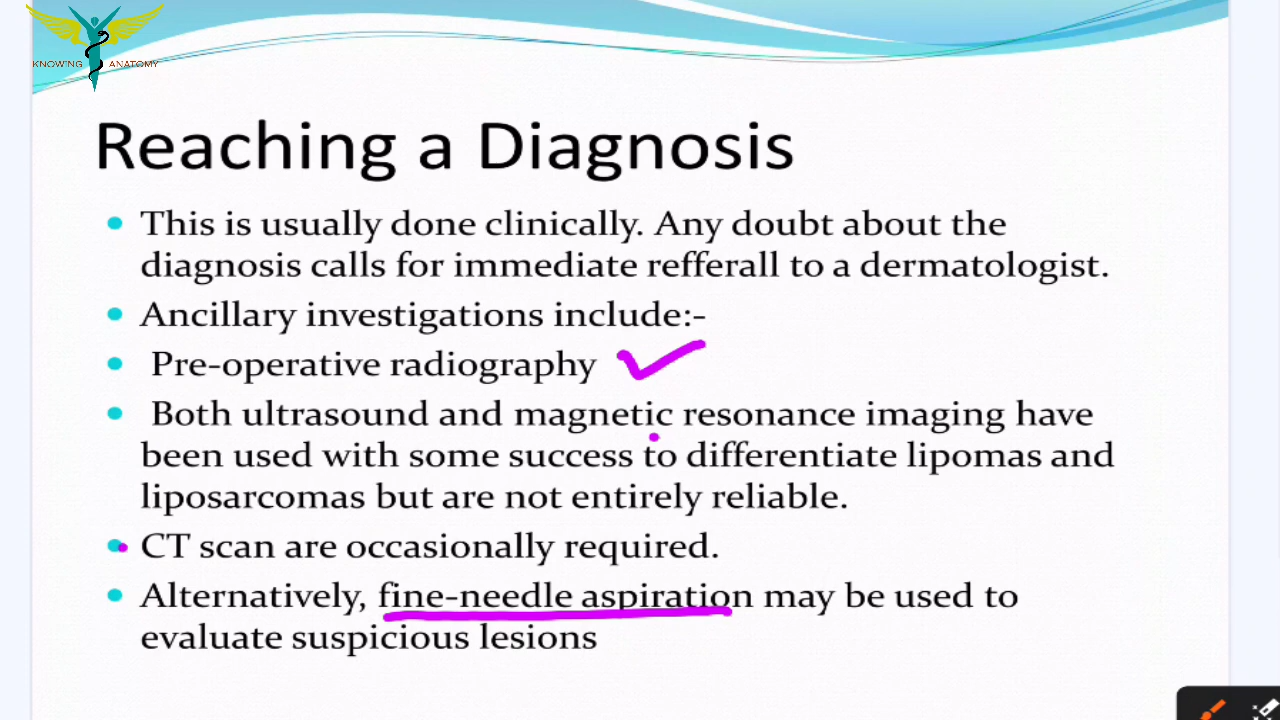 KNOWING ANATOMY
Reaching a Diagnosis
This is usually done clinically. Any doubt about the
diagnosis calls for immediate refferall to a dermatologist.
Ancillary investigations include:-
Pre-operative radiography
Both ultrasound and magnetic resonance imaging have
been used with some success to differentiate lipomas and
liposarcomas but are not entirely reliable.
CT scan are occasionally required.
Alternatively, fine-needle aspiration may be used to
evaluate suspicious lesions